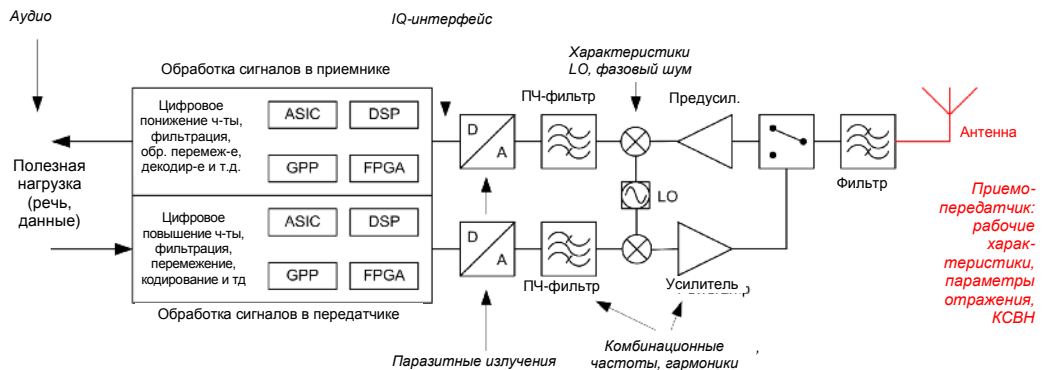 Аудио
IQ-интерфейс
Характеристики
LO, фазовый шум
Обработка сигналов в приемнике
ПЧ-фильтр
Предусил.
Цифровое
понижение ч-ты,
фильтрация,
обр. перемеж-е,
декодир-е и т.д.
ASIC
DSP
GPP
FPGA
D
A
Антенна
Фильтр
LO
Полезная
нагрузка
(речь,
данные)
Цифровое
повышение ч-ты,
фильтрация,
перемежение,
кодирование и тд
ASIC
DSP
GPP
FPGA
D
A
ПЧ-фильтр
Усилитель
Обработка сигналов в передатчике
Приемо-
передатчик:
рабочие
харак-
теристики,
параметры
отражения,
КСВН
Паразитные излучения
Комбинационные
частоты, гармоники